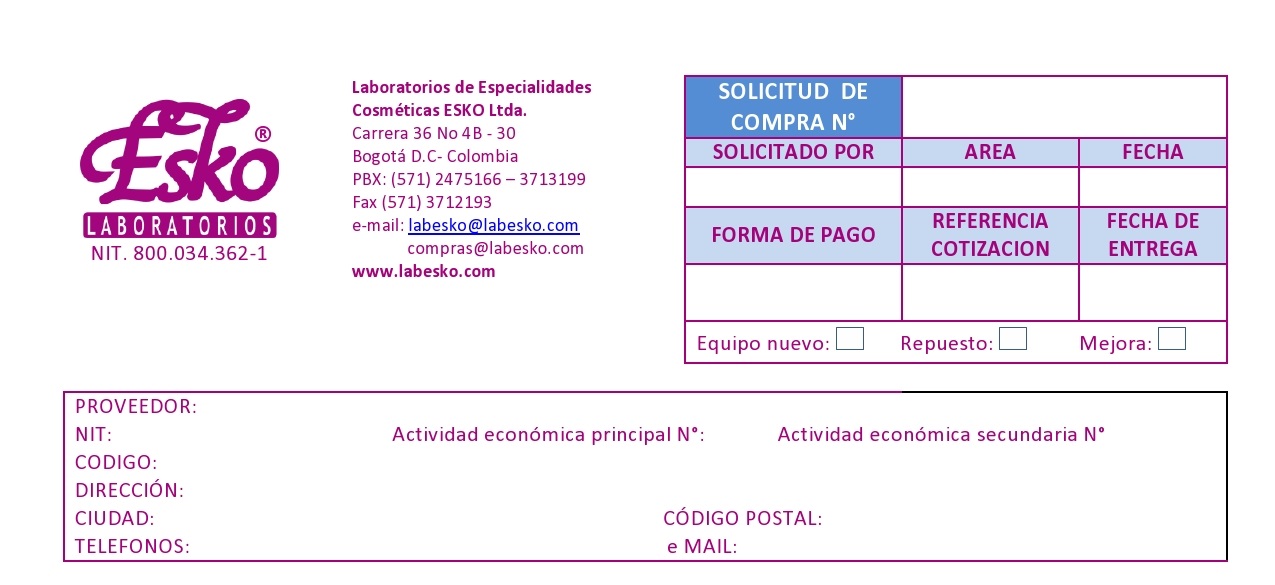 Esko®
LABORATORIOS
NIT. 800.034.362-1
Laboratorios de Especialidades
Cosméticas ESKO Ltda.
Carrera 36 No 4B - 30
Bogotá D.C- Colombia
PBX: (571) 2475166 – 3713199
Fax (571) 3712193
e-mail: labesko@labesko.com
compras@labesko.com
www.labesko.com
SOLICITUD DE
COMPRA N°
SOLICITADO POR AREA FECHA
FORMA DE PAGO REFERENCIA COTIZACION FECHA DE ENTREGA
Equipo nuevo: Repuesto: Mejora:
PROVEEDOR:
NIT: Actividad económica principal N°: Actividad económica secundaria N°
CODIGO:
DIRECCIÓN:
CIUDAD: CÓDIGO POSTAL:
TELEFONOS: e MAIL: